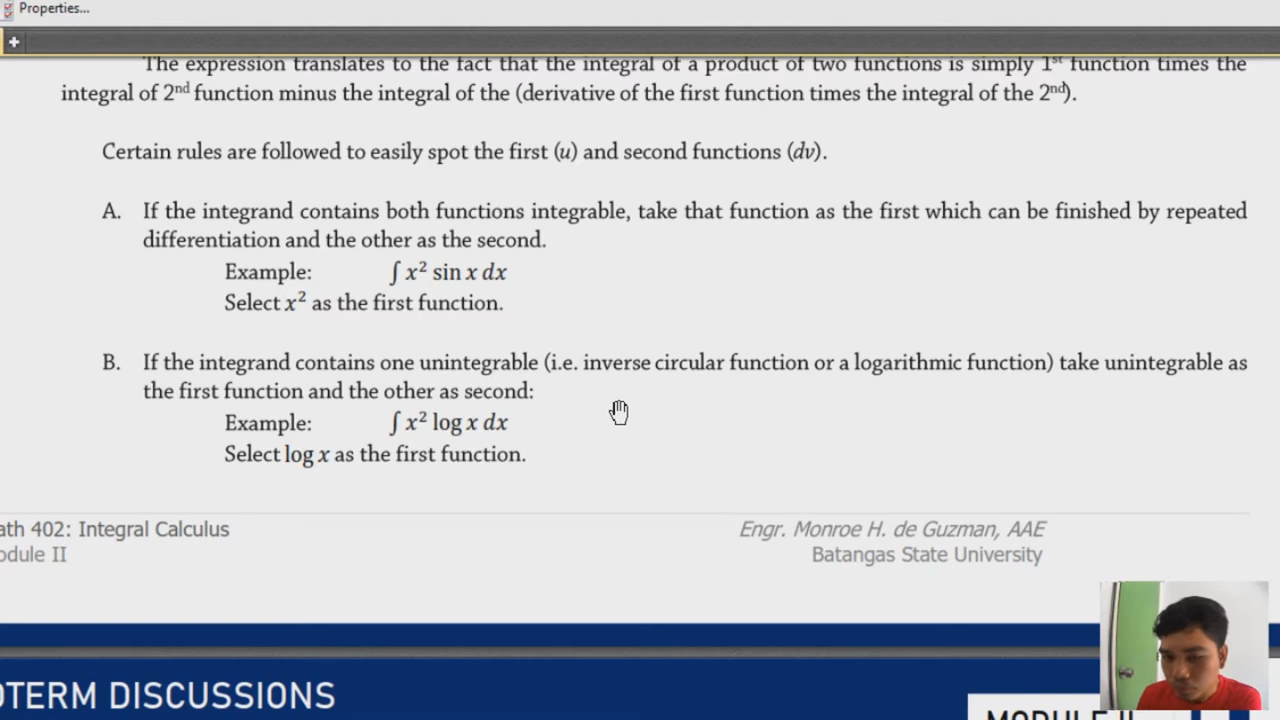 Properties...
The expression translates to the fact that the integral of a product of two functions is simply 1st function times the
integral of 2nd function minus the integral of the (derivative of the first function times the integral of the 2nd).
Certain rules are followed to easily spot the first (u) and second functions (dv).
A. If the integrand contains both functions integrable, take that function as the first which can be finished by repeated
differentiation and the other as the second.
Example: ∫ x² sin x dx
Select x² as the first function.
B. If the integrand contains one unintegrable (i.e. inverse circular function or a logarithmic function) take unintegrable as
the first function and the other as second:
Example: ∫ x² log x dx
Select log x as the first function.
ath 402: Integral Calculus
Engr. Monroe H. de Guzman, AAE
odule II
Batangas State University
OTERM DISCUSSIONS
MODULE II